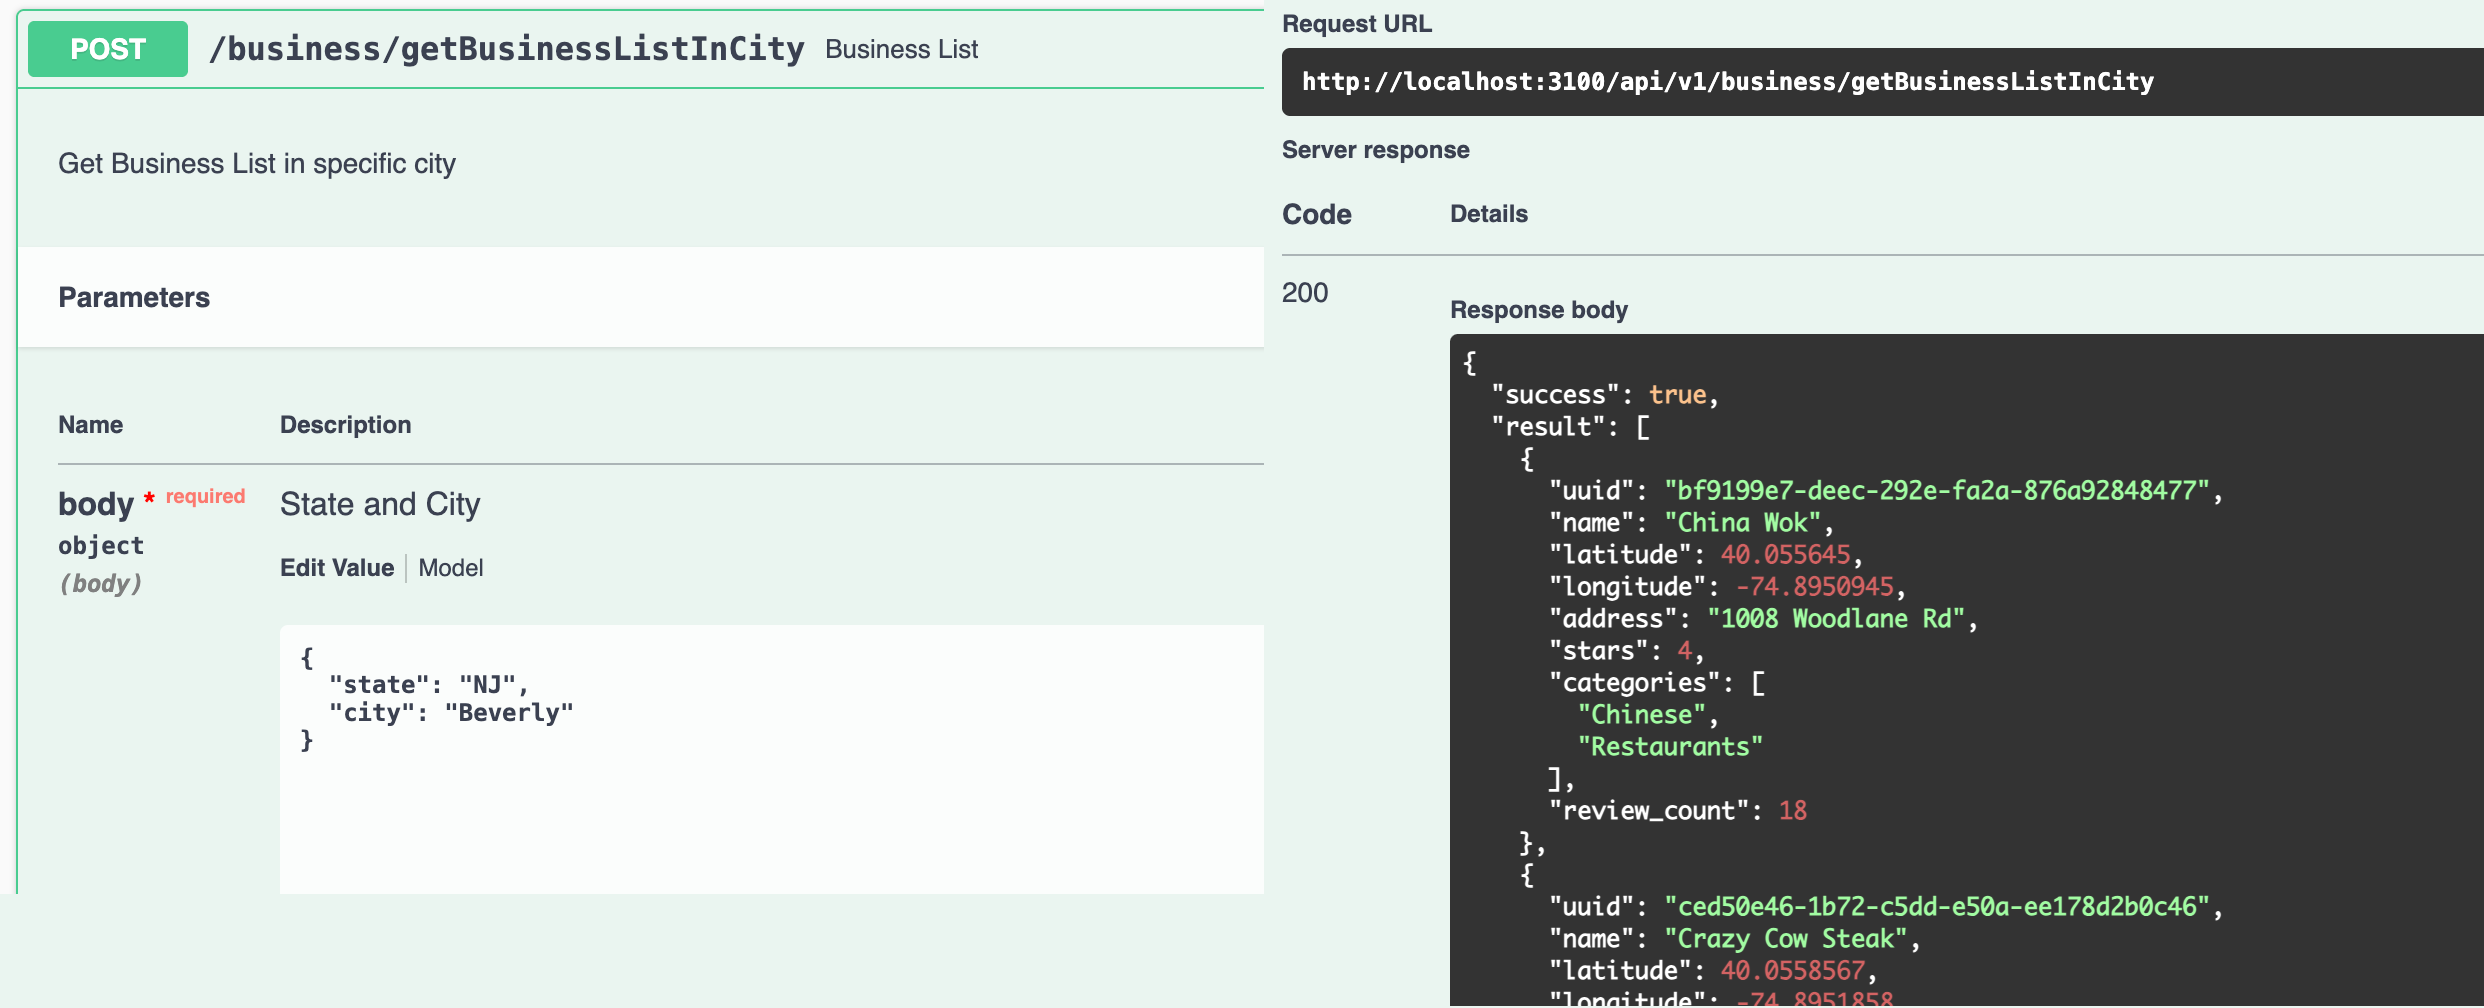 POST /business/getBusinessListInCity Business List
Get Business List in specific city
Parameters
Name Description
body * required State and City
object
(body)
Edit Value | Model
{
  "state": "NJ",
  "city": "Beverly"
}
Request URL
http://localhost:3100/api/v1/business/getBusinessListInCity
Server response
Code Details
200
Response body
{
  "success": true,
  "result": [
    {
      "uuid": "bf9199e7-deec-292e-fa2a-876a92848477",
      "name": "China Wok",
      "latitude": 40.055645,
      "longitude": -74.8950945,
      "address": "1008 Woodlane Rd",
      "stars": 4,
      "categories": [
        "Chinese",
        "Restaurants"
      ],
      "review_count": 18
    },
    {
      "uuid": "ced50e46-1b72-c5dd-e50a-ee178d2b0c46",
      "name": "Crazy Cow Steak",
      "latitude": 40.0558567,
      "longitude": -74.8951858